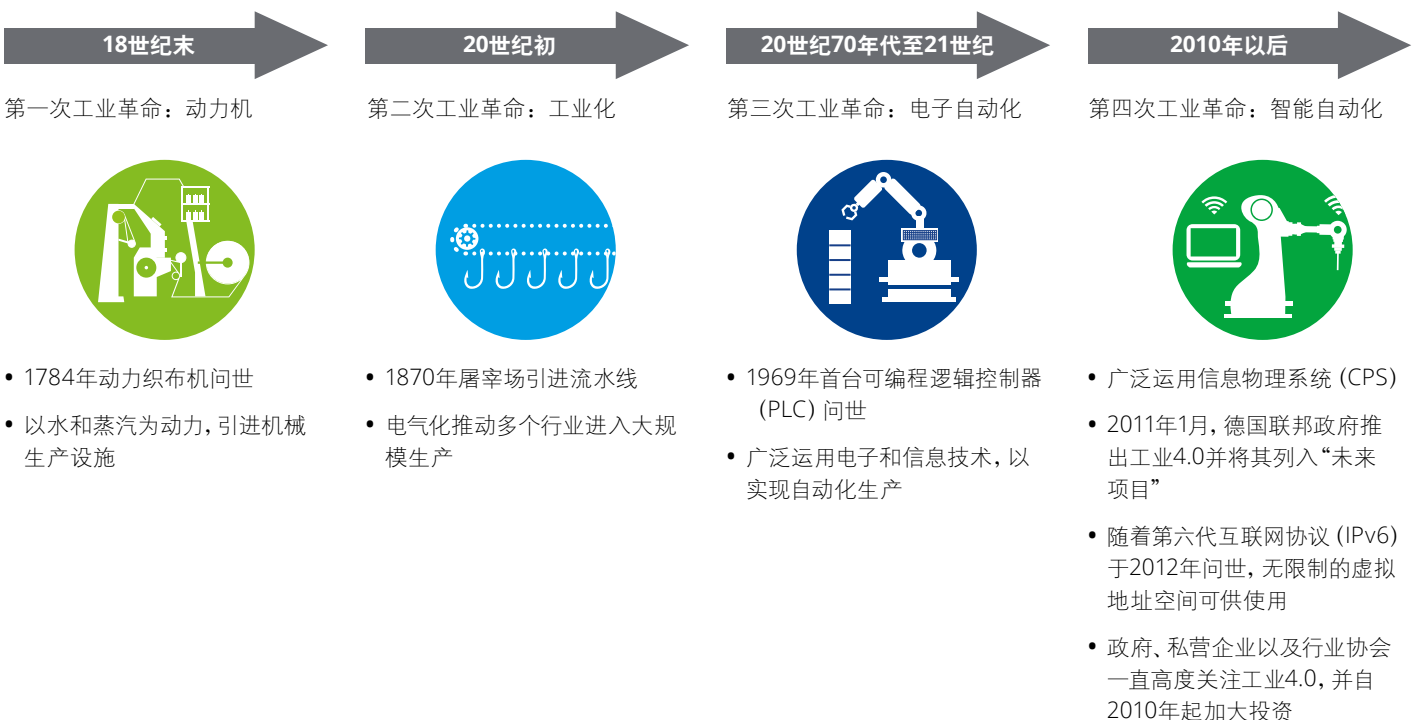 18世纪末
第一次工业革命：动力机
• 1784年动力织布机问世
• 以水和蒸汽为动力，引进机械
生产设施
20世纪初
第二次工业革命：工业化
• 1870年屠宰场引进流水线
• 电气化推动多个行业进入大规
模生产
20世纪70年代至21世纪
第三次工业革命：电子自动化
• 1969年首台可编程逻辑控制器
（PLC）问世
• 广泛运用电子和信息技术，以
实现自动化生产
2010年以后
第四次工业革命：智能自动化
• 广泛运用信息物理系统（CPS）
• 2011年1月，德国联邦政府推
出工业4.0并将其列入“未来
项目”
• 随着第六代互联网协议（IPv6）
于2012年问世，无限制的虚拟
地址空间可供使用
• 政府、私营企业以及行业协会
一直高度关注工业4.0，并自
2010年起加大投资